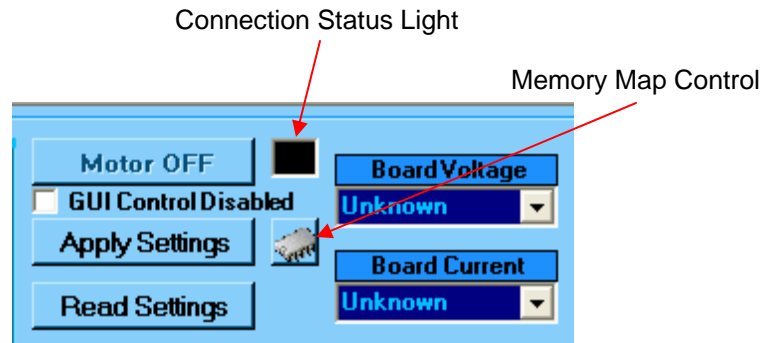 Connection Status Light
Memory Map Control
Motor OFF
Board Voltage
GUI Control Disabled
Unknown
Apply Settings
Board Current
Read Settings
Unknown